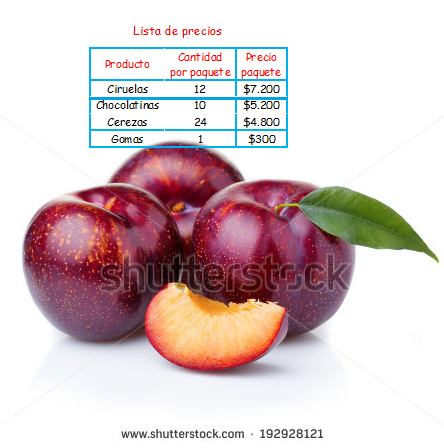 Lista de precios
Producto Cantidad por paquete Precio paquete
Ciruelas 12 $7.200
Chocolatinas 10 $5.200
Cerezas 24 $4.800
Gomas 1 $300
shutterstock
www.shutterstock.com · 192928121